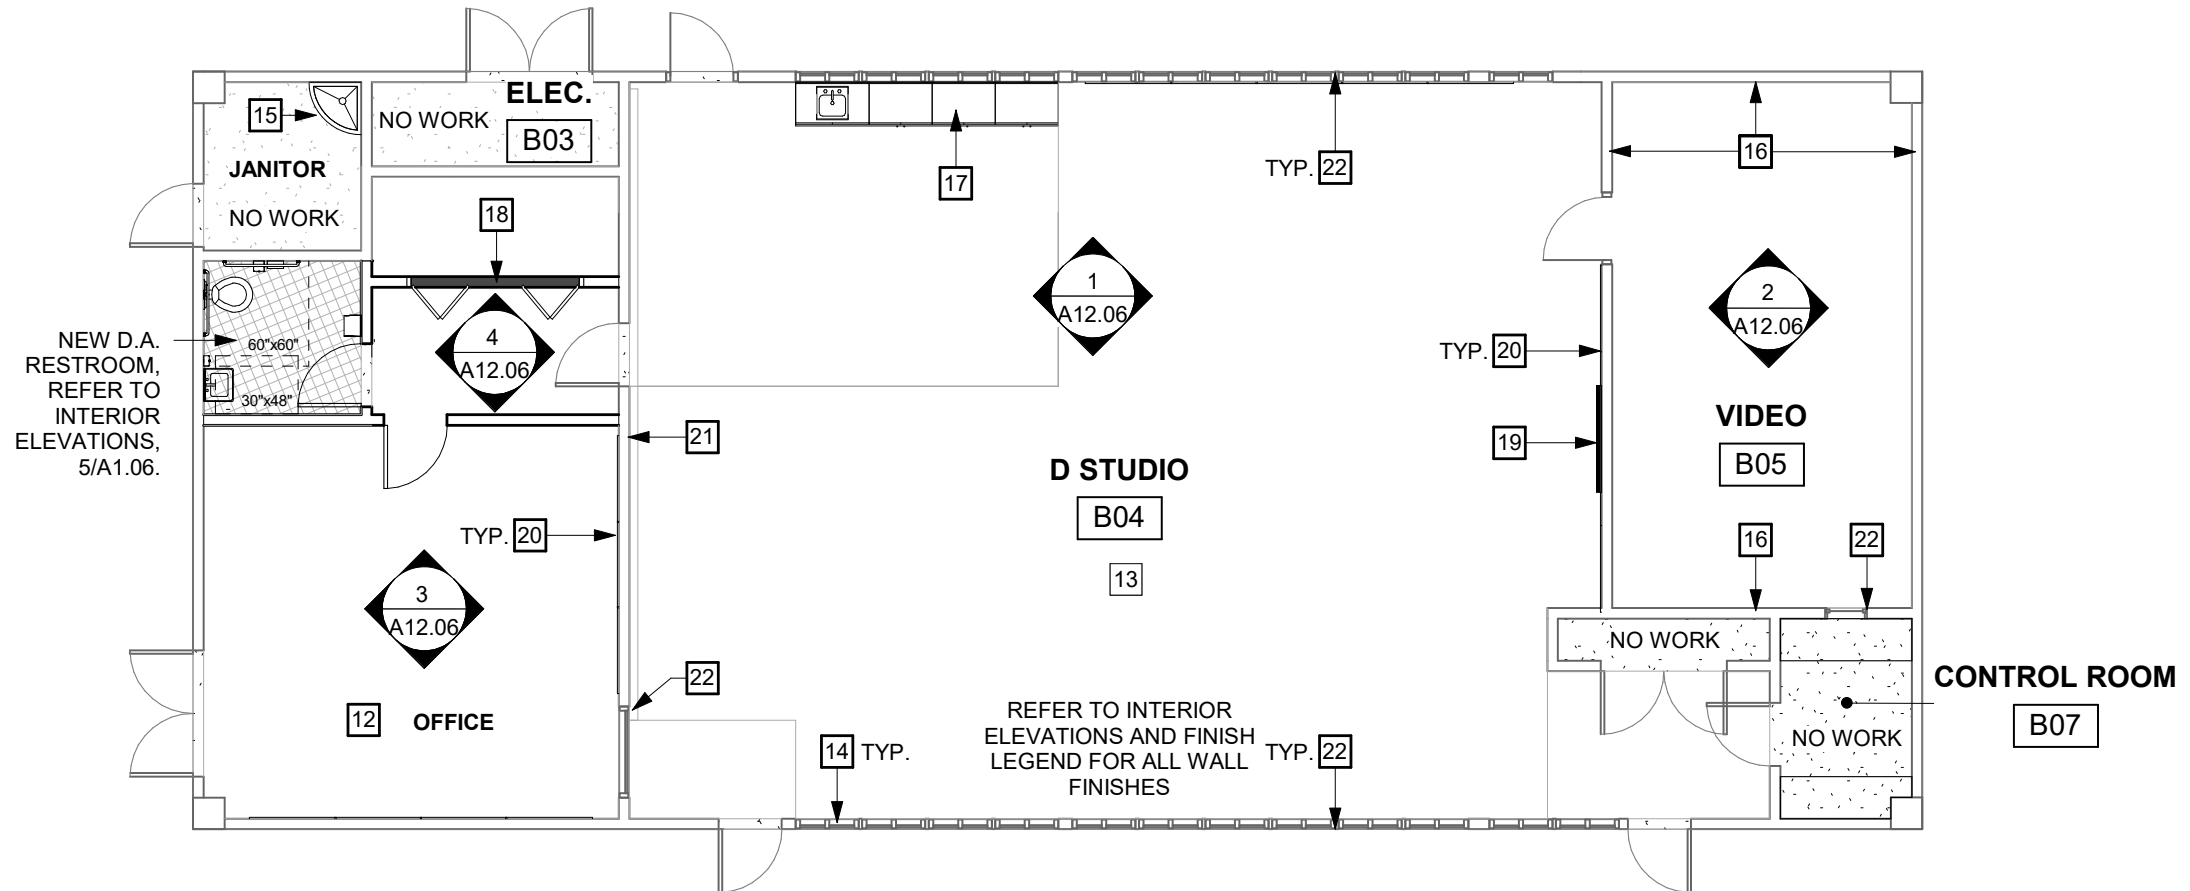 ELEC.
B03
NO WORK
15
JANITOR
NO WORK
18
17
TYP. 22
16
1
A12.06
2
A12.06
4
A12.06
NEW D.A.
RESTROOM,
REFER TO
INTERIOR
ELEVATIONS,
5/A1.06.
60"x60"
30"x48"
TYP. 20
VIDEO
B05
21
19
D STUDIO
B04
13
TYP. 20
16
22
3
A12.06
NO WORK
22
12
OFFICE
CONTROL ROOM
B07
NO WORK
14 TYP.
REFER TO INTERIOR
ELEVATIONS AND FINISH
LEGEND FOR ALL WALL
FINISHES
TYP. 22